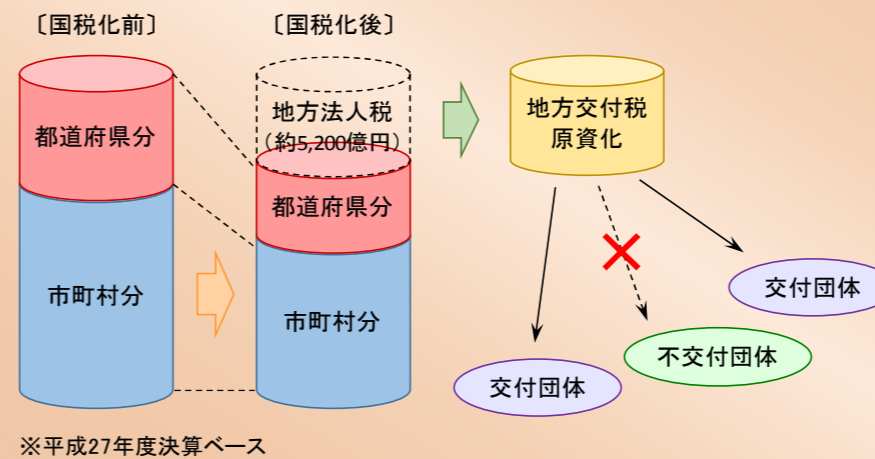 〔国税化前〕
〔国税化後〕
都道府県分
市町村分
地方法人税
（約5,200億円）
都道府県分
市町村分
地方交付税
原資化
交付団体
不交付団体
交付団体
※平成27年度決算ベース